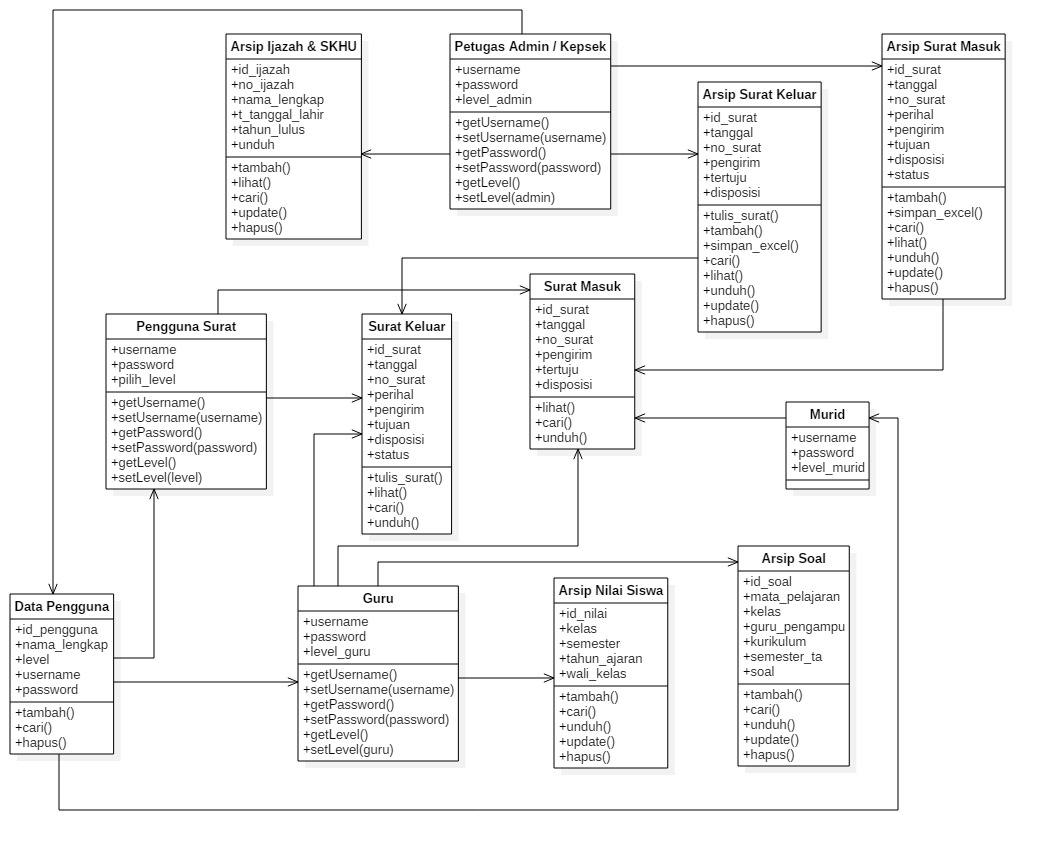 Arsip Ijazah & SKHU
+id_ijazah
+no_ijazah
+nama_lengkap
+t_tanggal_lahir
+tahun_lulus
+unduh
+tambah()
+lihat()
+cari()
+update()
+hapus()
Petugas Admin / Kepsek
+username
+password
+level_admin
+getUsername()
+setUsername(username)
+getPassword()
+setPassword(password)
+getLevel()
+setLevel(admin)
Arsip Surat Keluar
+id_surat
+tanggal
+no_surat
+pengirim
+tertuju
+disposisi
+tulis_surat()
+tambah()
+simpan_excel()
+cari()
+lihat()
+unduh()
+update()
+hapus()
Arsip Surat Masuk
+id_surat
+tanggal
+no_surat
+perihal
+pengirim
+tujuan
+disposisi
+status
+tambah()
+simpan_excel()
+cari()
+lihat()
+unduh()
+update()
+hapus()
Pengguna Surat
+username
+password
+pilih_level
+getUsername()
+setUsername(username)
+getPassword()
+setPassword(password)
+getLevel()
+setLevel(level)
Surat Keluar
+id_surat
+tanggal
+no_surat
+perihal
+pengirim
+tujuan
+disposisi
+status
+tulis_surat()
+lihat()
+cari()
+unduh()
Surat Masuk
+id_surat
+tanggal
+no_surat
+pengirim
+tertuju
+disposisi
+lihat()
+cari()
+unduh()
Murid
+username
+password
+level_murid
Data Pengguna
+id_pengguna
+nama_lengkap
+level
+username
+password
+tambah()
+cari()
+hapus()
Guru
+username
+password
+level_guru
+getUsername()
+setUsername(username)
+getPassword()
+setPassword(password)
+getLevel()
+setLevel(guru)
Arsip Nilai Siswa
+id_nilai
+kelas
+semester
+tahun_ajaran
+wali_kelas
+tambah()
+cari()
+unduh()
+update()
+hapus()
Arsip Soal
+id_soal
+mata_pelajaran
+kelas
+guru_pengampu
+kurikulum
+semester_ta
+soal
+tambah()
+cari()
+unduh()
+update()
+hapus()